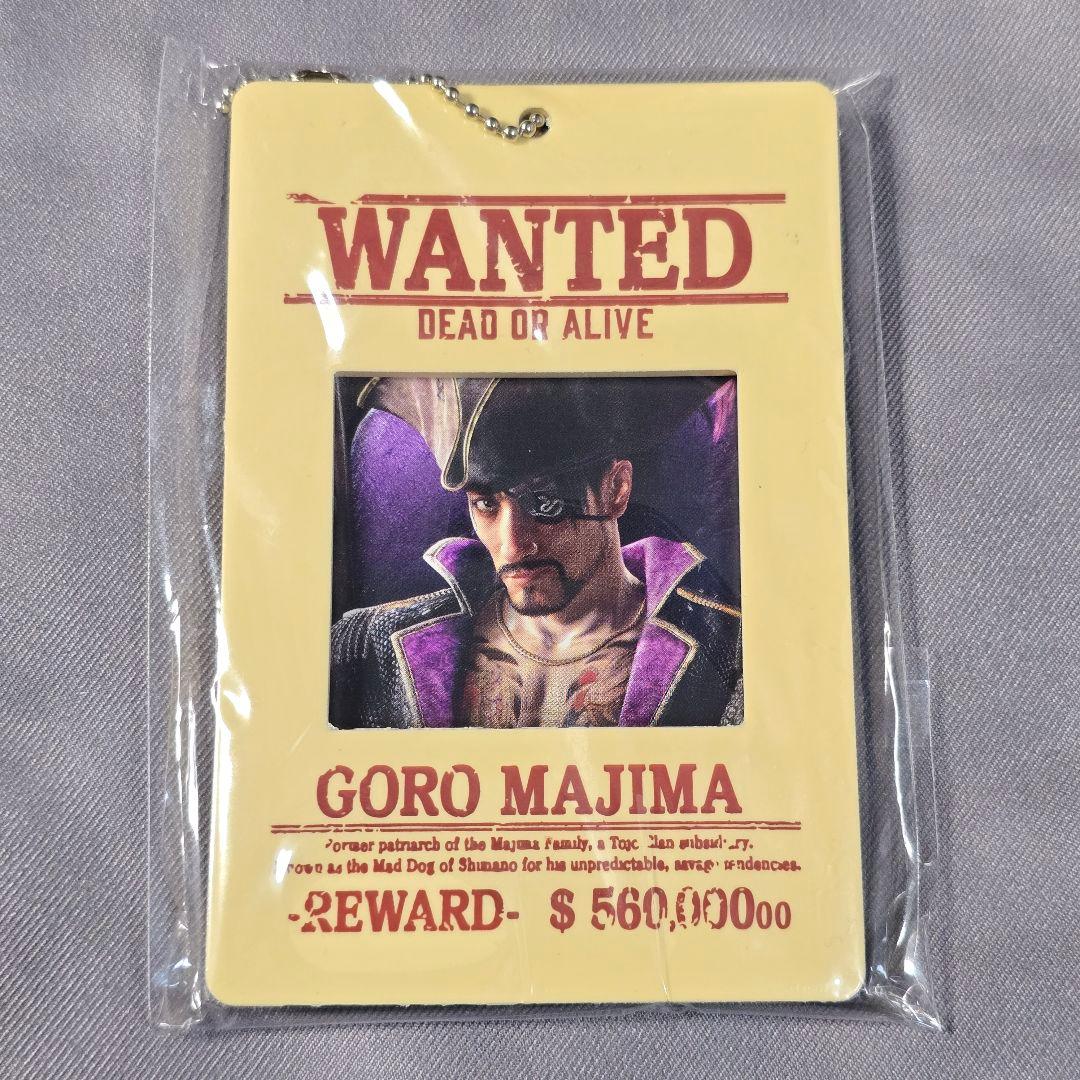 WANTED
DEAD OR ALIVE
GORO MAJIMA
Former patriarch of the Majima Family, a Tojo Clan subsidiary.
Known as the Mad Dog of Shimano for his unpredictable, savage tendencies.
-REWARD- $ 560,00000